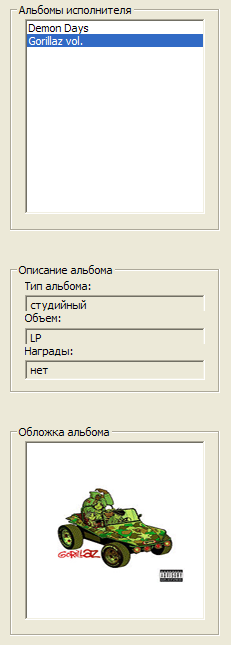 Альбомы исполнителя
Demon Days
Gorillaz vol.
Описание альбома
Тип альбома:
студийный
Объем:
LP
Награды:
нет
Обложка альбома
GORILLAZ